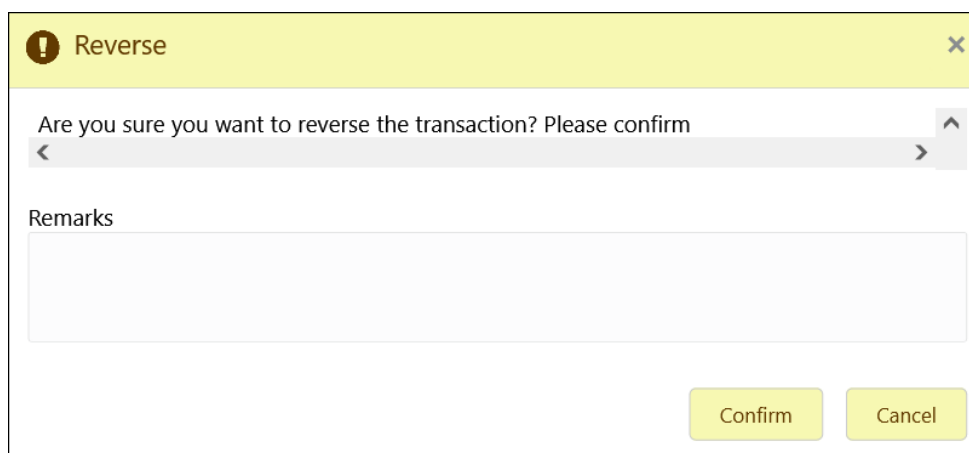 Reverse
Are you sure you want to reverse the transaction? Please confirm
Remarks
Confirm Cancel